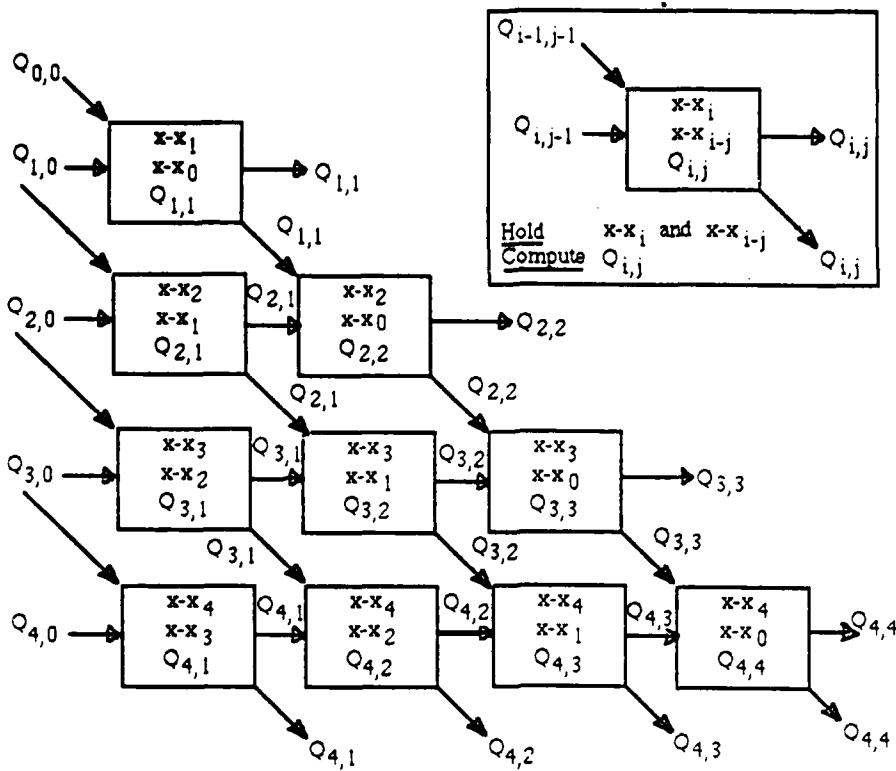 Q0,0
Q1,0
x-x1
x-x0
Q1,1
Q1,1
Q1,1
Qi-1,j-1
Qi,j-1
x-xi
x-xi-j
Qi,j
Qi,j
Hold x-xi and x-xi-j
Compute Qi,j
Qi,j
Q2,0
x-x2
x-x1
Q2,1
Q2,1
x-x2
x-x0
Q2,2
Q2,2
Q2,1
Q2,2
Q3,0
x-x3
x-x2
Q3,1
Q3,1
x-x3
x-x1
Q3,2
Q3,2
x-x3
x-x0
Q3,3
Q3,3
Q3,1
Q3,2
Q3,3
Q4,0
x-x4
x-x3
Q4,1
Q4,1
x-x4
x-x2
Q4,2
Q4,2
x-x4
x-x1
Q4,3
Q4,3
x-x4
x-x0
Q4,4
Q4,4
Q4,1
Q4,2
Q4,3
Q4,4